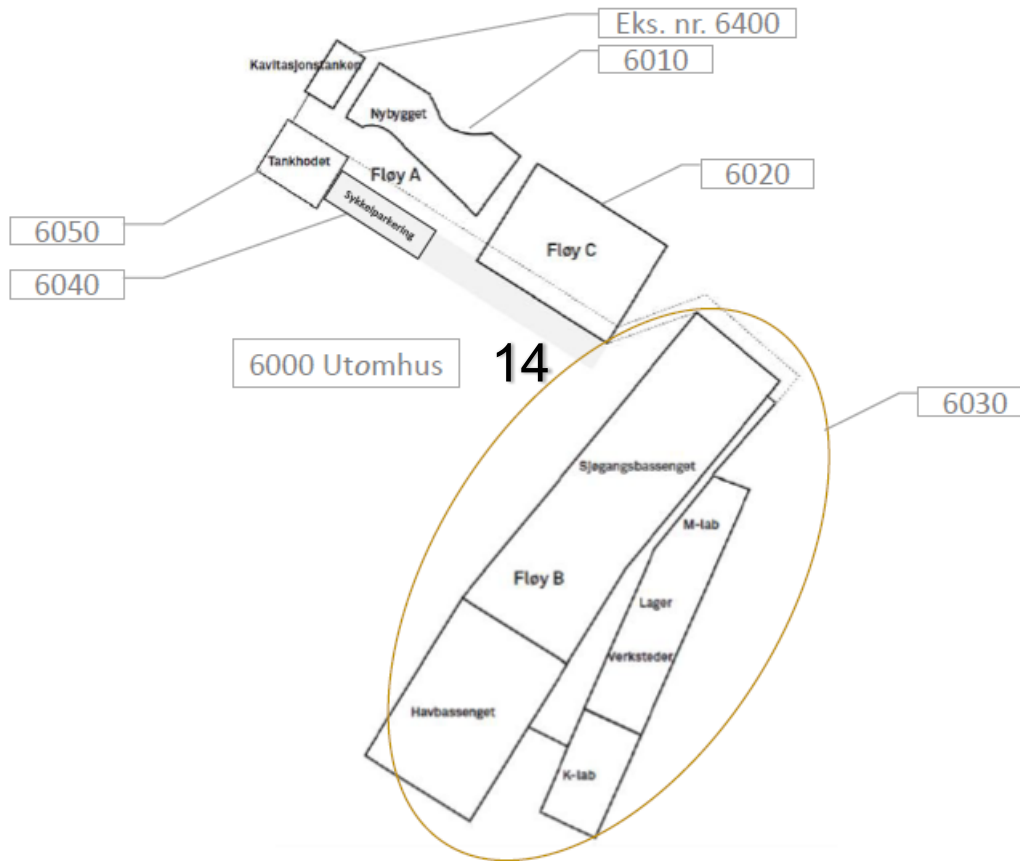 Eks. nr. 6400
6010
Kavitasjonstanken
Nybygget
Tankhodet
Fløy A
6020
Sykkelparkering
6050
Fløy C
6040
6000 Utomhus
14
6030
Sjøgangsbassenget
M-lab
Fløy B
Lager
Verksteder
Havbassenget
K-lab